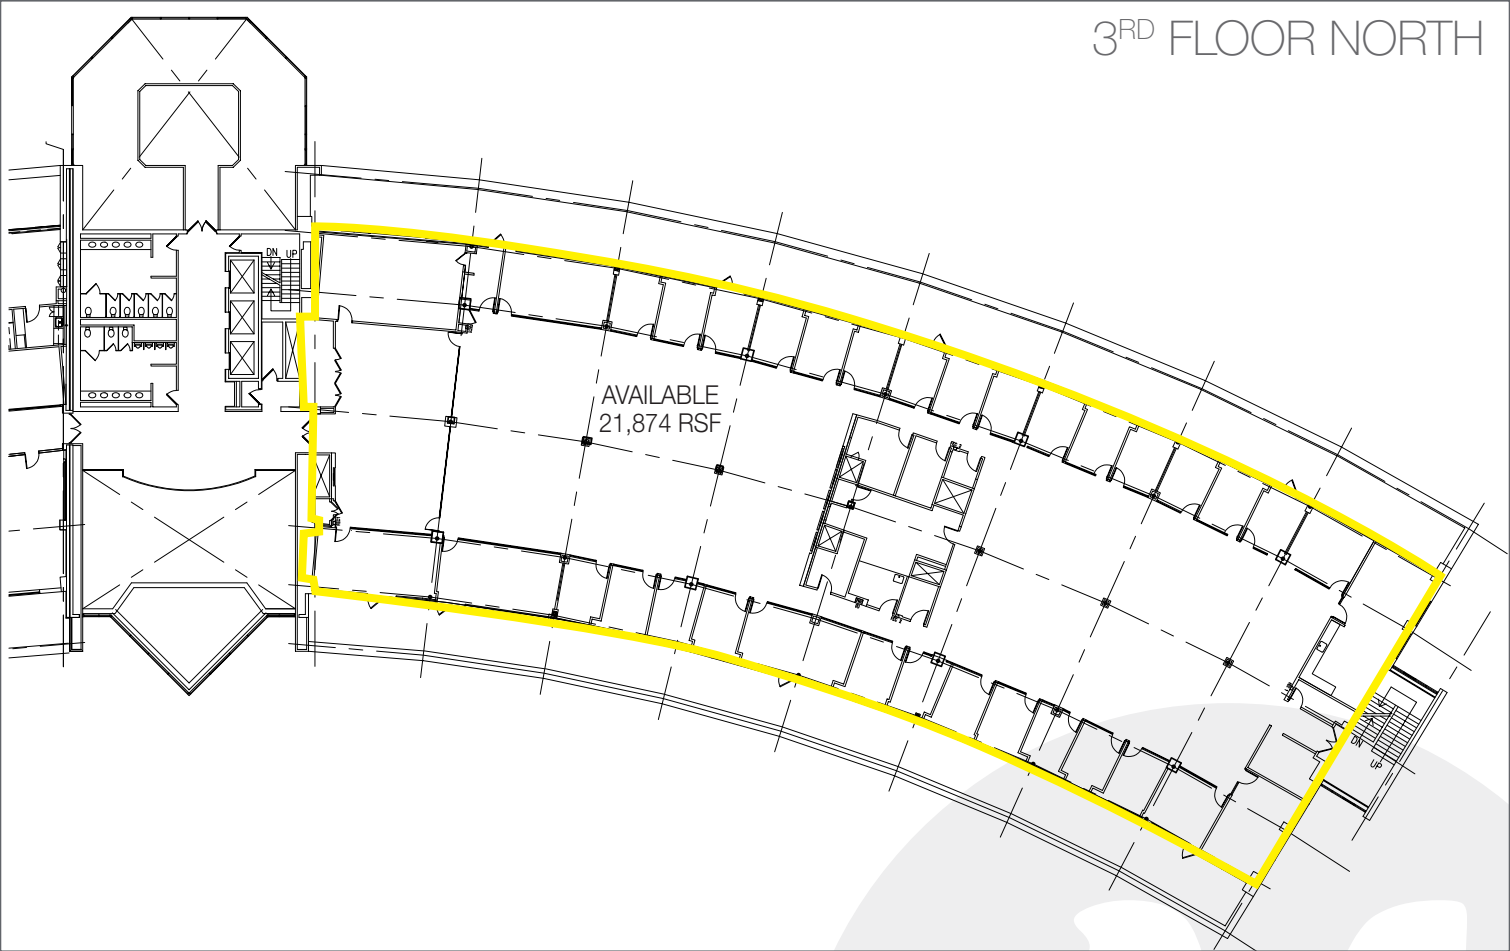 3RD FLOOR NORTH
DN UP
AVAILABLE
21,874 RSF
DN
UP